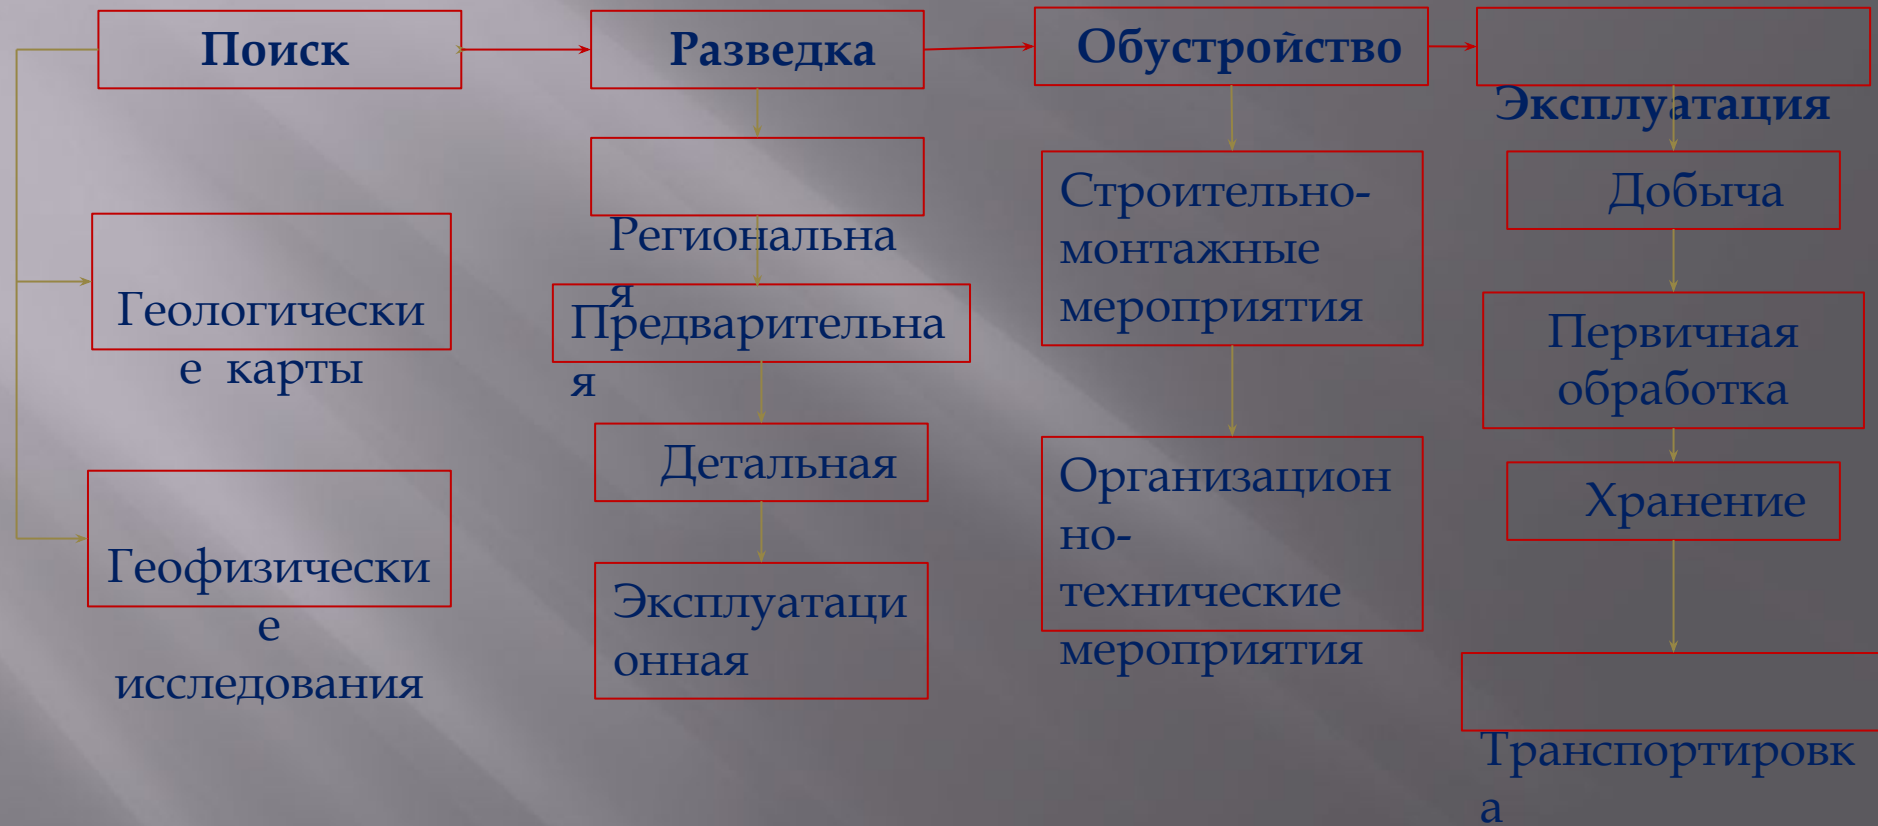 Поиск
Геологически
е карты
Геофизически
е
исследования
Разведка
Региональна
я
Предварительна
я
Детальная
Эксплуатаци
онная
Обустройство
Строительно-
монтажные
мероприятия
Организацион
но-
технические
мероприятия
Эксплуатация
Добыча
Первичная
обработка
Хранение
Транспортировк
а